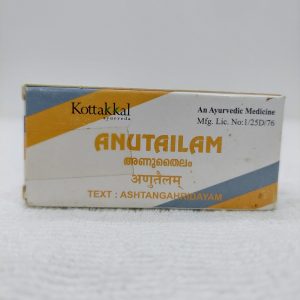 Kottakkal
ayurveda
An Ayurvedic Medicine
Mfg. Lic. No:1/25D/76
ANUTAILAM
അണുതൈലം
अणुतैलम्
TEXT : ASHTANGAHRIDAYAM